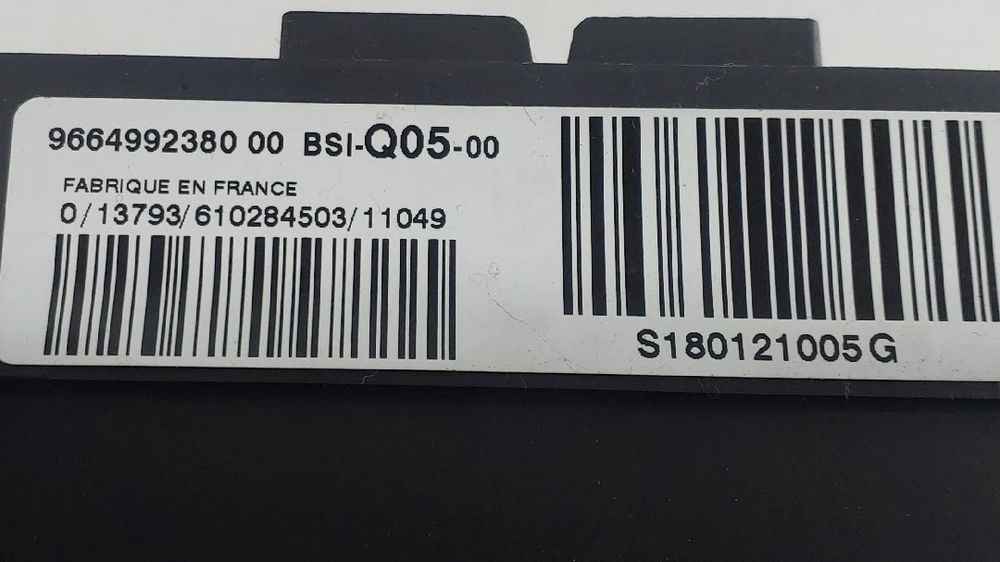 9664992380 00 BSI-Q05-00
FABRIQUE EN FRANCE
0/13793/610284503/11049
S180121005G